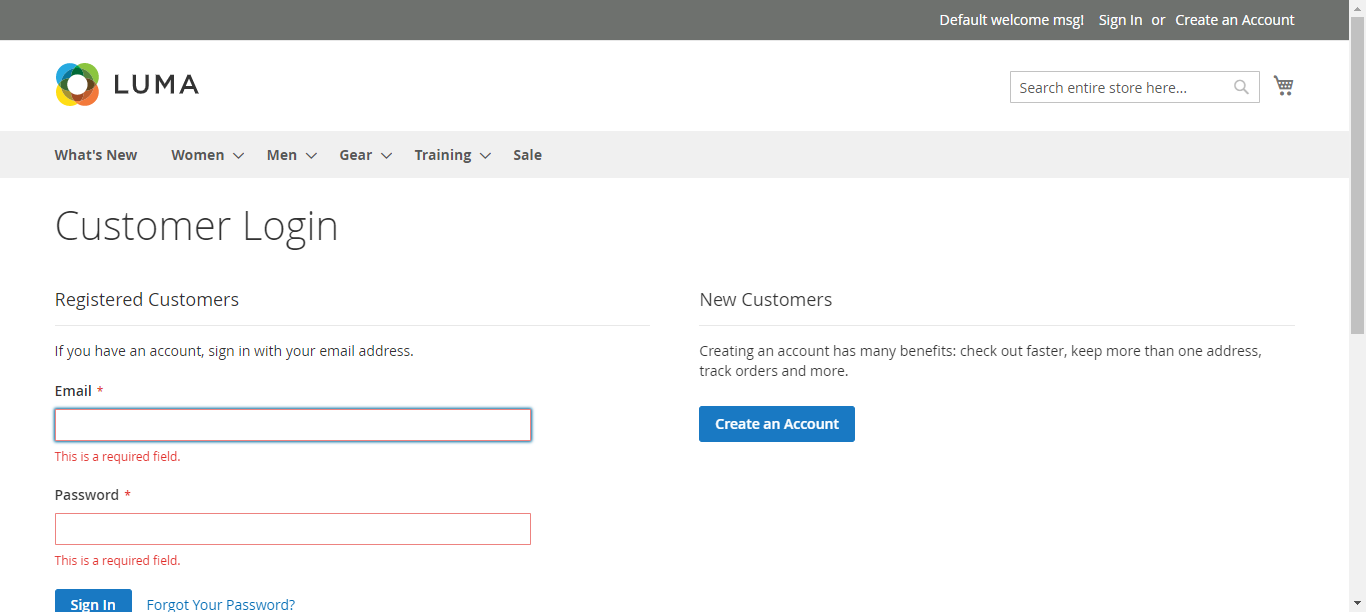 Default welcome msg! Sign In or Create an Account
LUMA
Search entire store here...
What's New Women Men Gear Training Sale
Customer Login
Registered Customers
If you have an account, sign in with your email address.
Email *
This is a required field.
Password *
This is a required field.
Sign In Forgot Your Password?
New Customers
Creating an account has many benefits: check out faster, keep more than one address,
track orders and more.
Create an Account